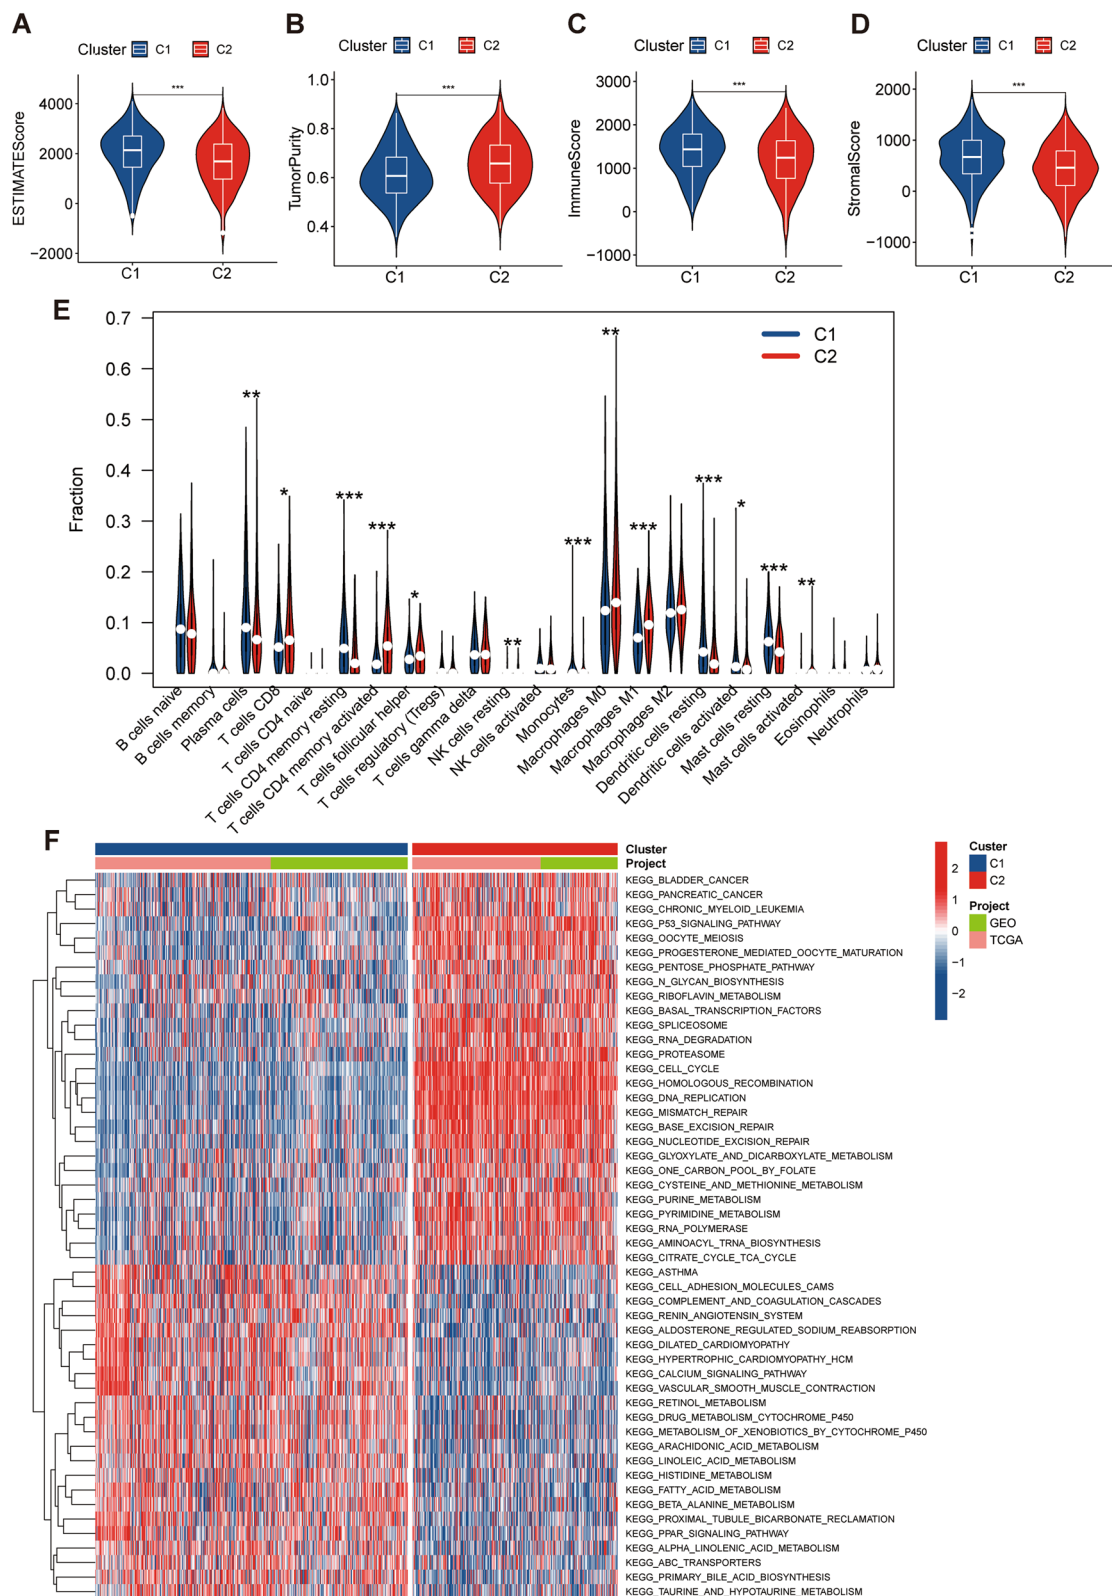 A
Cluster C1 C2
ESTIMATEScore
4000
2000
0
−2000
***
C1 C2
B
Cluster C1 C2
TumorPurity
1.0
0.8
0.6
0.4
***
C1 C2
C
Cluster C1 C2
ImmuneScore
3000
2000
1000
0
−1000
***
C1 C2
D
Cluster C1 C2
StromalScore
2000
1000
0
−1000
***
C1 C2
E
Fraction
0.7
0.6
0.5
0.4
0.3
0.2
0.1
0.0
C1
C2
** * *** *** * ** *** ** *** *** * *** **
B cells naive
B cells memory
Plasma cells
T cells CD8
T cells CD4 naive
T cells CD4 memory resting
T cells CD4 memory activated
T cells follicular helper
T cells regulatory (Tregs)
T cells gamma delta
NK cells resting
NK cells activated
Monocytes
Macrophages M0
Macrophages M1
Macrophages M2
Dendritic cells resting
Dendritic cells activated
Mast cells resting
Mast cells activated
Eosinophils
Neutrophils
F
Cluster
Project
KEGG_BLADDER_CANCER
KEGG_PANCREATIC_CANCER
KEGG_CHRONIC_MYELOID_LEUKEMIA
KEGG_P53_SIGNALING_PATHWAY
KEGG_OOCYTE_MEIOSIS
KEGG_PROGESTERONE_MEDIATED_OOCYTE_MATURATION
KEGG_PENTOSE_PHOSPHATE_PATHWAY
KEGG_N_GLYCAN_BIOSYNTHESIS
KEGG_RIBOFLAVIN_METABOLISM
KEGG_BASAL_TRANSCRIPTION_FACTORS
KEGG_SPLICEOSOME
KEGG_RNA_DEGRADATION
KEGG_PROTEASOME
KEGG_CELL_CYCLE
KEGG_HOMOLOGOUS_RECOMBINATION
KEGG_DNA_REPLICATION
KEGG_MISMATCH_REPAIR
KEGG_BASE_EXCISION_REPAIR
KEGG_NUCLEOTIDE_EXCISION_REPAIR
KEGG_GLYOXYLATE_AND_DICARBOXYLATE_METABOLISM
KEGG_ONE_CARBON_POOL_BY_FOLATE
KEGG_CYSTEINE_AND_METHIONINE_METABOLISM
KEGG_PURINE_METABOLISM
KEGG_PYRIMIDINE_METABOLISM
KEGG_RNA_POLYMERASE
KEGG_AMINOACYL_TRNA_BIOSYNTHESIS
KEGG_CITRATE_CYCLE_TCA_CYCLE
KEGG_ASTHMA
KEGG_CELL_ADHESION_MOLECULES_CAMS
KEGG_COMPLEMENT_AND_COAGULATION_CASCADES
KEGG_RENIN_ANGIOTENSIN_SYSTEM
KEGG_ALDOSTERONE_REGULATED_SODIUM_REABSORPTION
KEGG_DILATED_CARDIOMYOPATHY
KEGG_HYPERTROPHIC_CARDIOMYOPATHY_HCM
KEGG_CALCIUM_SIGNALING_PATHWAY
KEGG_VASCULAR_SMOOTH_MUSCLE_CONTRACTION
KEGG_RETINOL_METABOLISM
KEGG_DRUG_METABOLISM_CYTOCHROME_P450
KEGG_METABOLISM_OF_XENOBIOTICS_BY_CYTOCHROME_P450
KEGG_ARACHIDONIC_ACID_METABOLISM
KEGG_LINOLEIC_ACID_METABOLISM
KEGG_HISTIDINE_METABOLISM
KEGG_FATTY_ACID_METABOLISM
KEGG_BETA_ALANINE_METABOLISM
KEGG_PROXIMAL_TUBULE_BICARBONATE_RECLAMATION
KEGG_PPAR_SIGNALING_PATHWAY
KEGG_ALPHA_LINOLENIC_ACID_METABOLISM
KEGG_ABC_TRANSPORTERS
KEGG_PRIMARY_BILE_ACID_BIOSYNTHESIS
KEGG_TAURINE_AND_HYPOTAURINE_METABOLISM
2
1
0
−1
−2
Custer
C1
C2
Project
GEO
TCGA